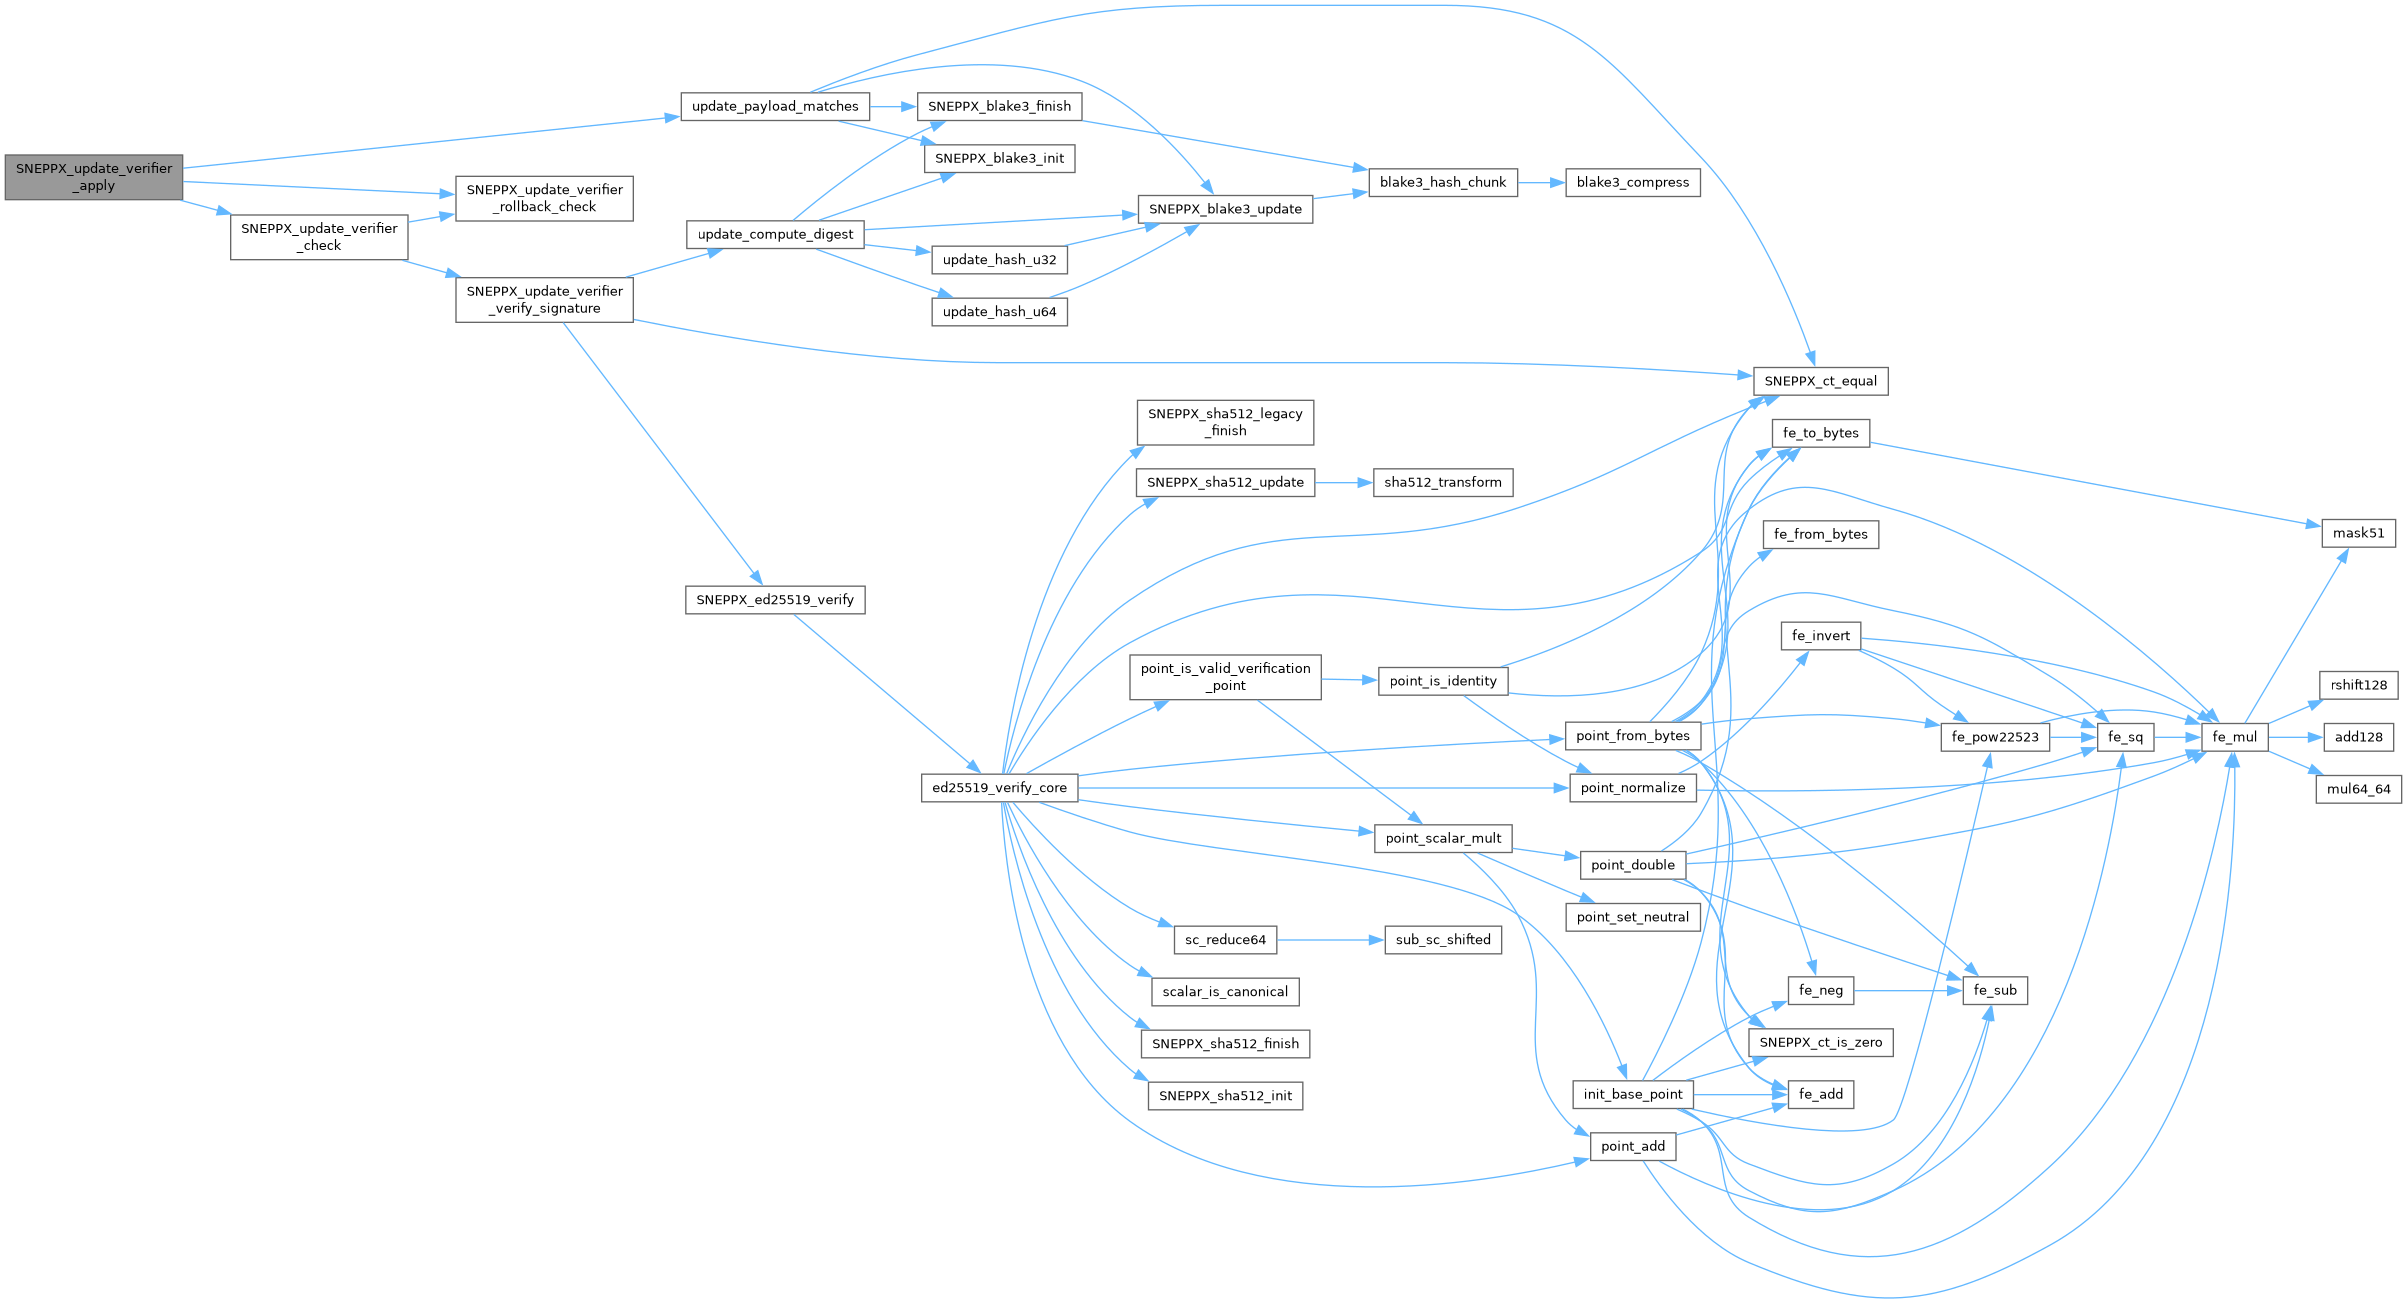 SNEPPX_update_verifier
_apply
SNEPPX_update_verifier
_rollback_check
SNEPPX_update_verifier
_check
SNEPPX_update_verifier
_verify_signature
update_payload_matches
update_compute_digest
SNEPPX_blake3_finish
SNEPPX_blake3_init
SNEPPX_blake3_update
update_hash_u32
update_hash_u64
blake3_hash_chunk
blake3_compress
SNEPPX_ct_equal
SNEPPX_ed25519_verify
ed25519_verify_core
SNEPPX_sha512_legacy
_finish
SNEPPX_sha512_update
sha512_transform
point_is_valid_verification
_point
point_is_identity
point_from_bytes
point_normalize
point_scalar_mult
point_double
point_set_neutral
sc_reduce64
sub_sc_shifted
scalar_is_canonical
SNEPPX_sha512_finish
SNEPPX_sha512_init
init_base_point
point_add
fe_to_bytes
fe_from_bytes
fe_invert
fe_pow22523
fe_sq
fe_mul
mask51
rshift128
add128
mul64_64
fe_neg
fe_sub
SNEPPX_ct_is_zero
fe_add